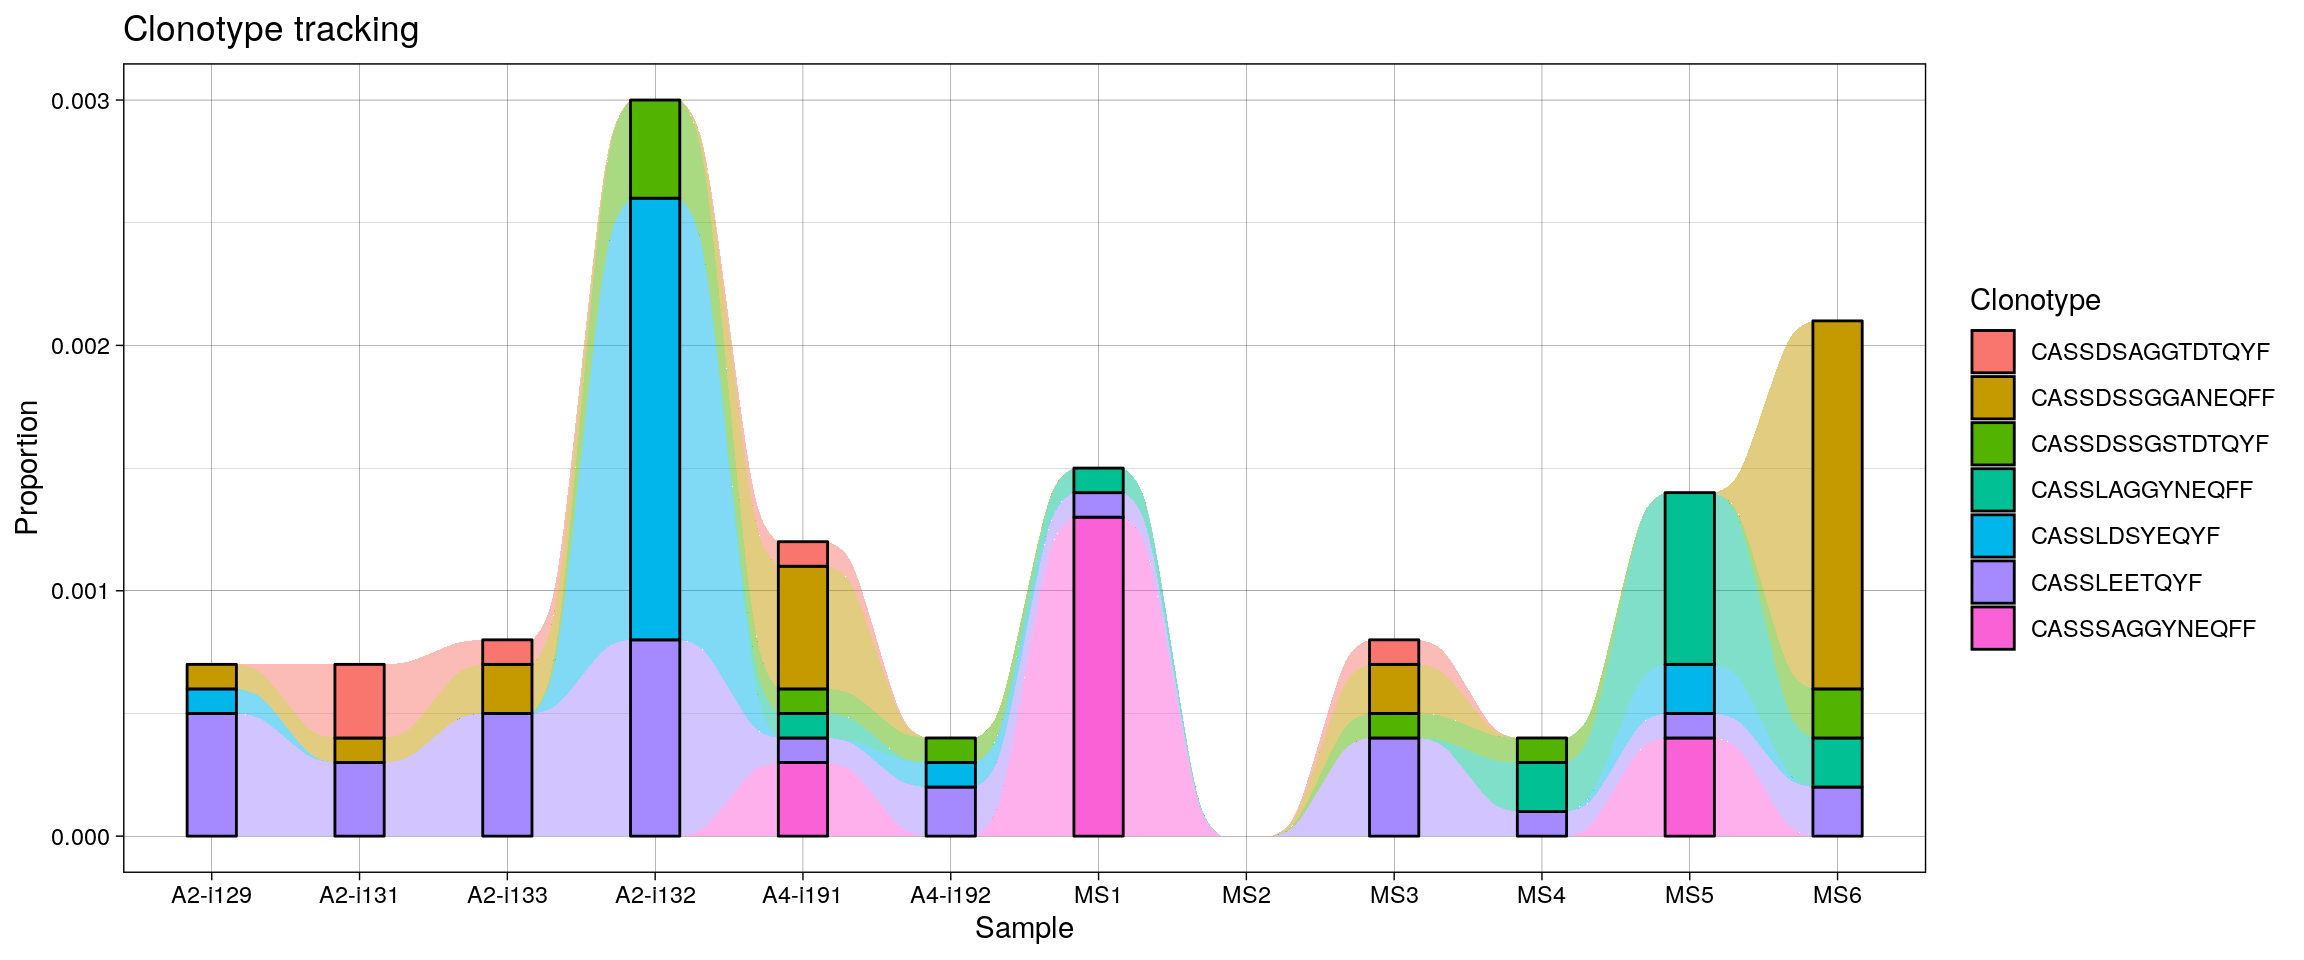 Clonotype tracking
Proportion
0.003
0.002
0.001
0.000
A2-i129 A2-i131 A2-i133 A2-i132 A4-i191 A4-i192 MS1 MS2 MS3 MS4 MS5 MS6
Sample
Clonotype
CASSDSAGGTDTQYF
CASSDSSGGANEQFF
CASSDSSGSTDTQYF
CASSLAGGYNEQFF
CASSLDSYEQYF
CASSLEETQYF
CASSSAGGYNEQFF